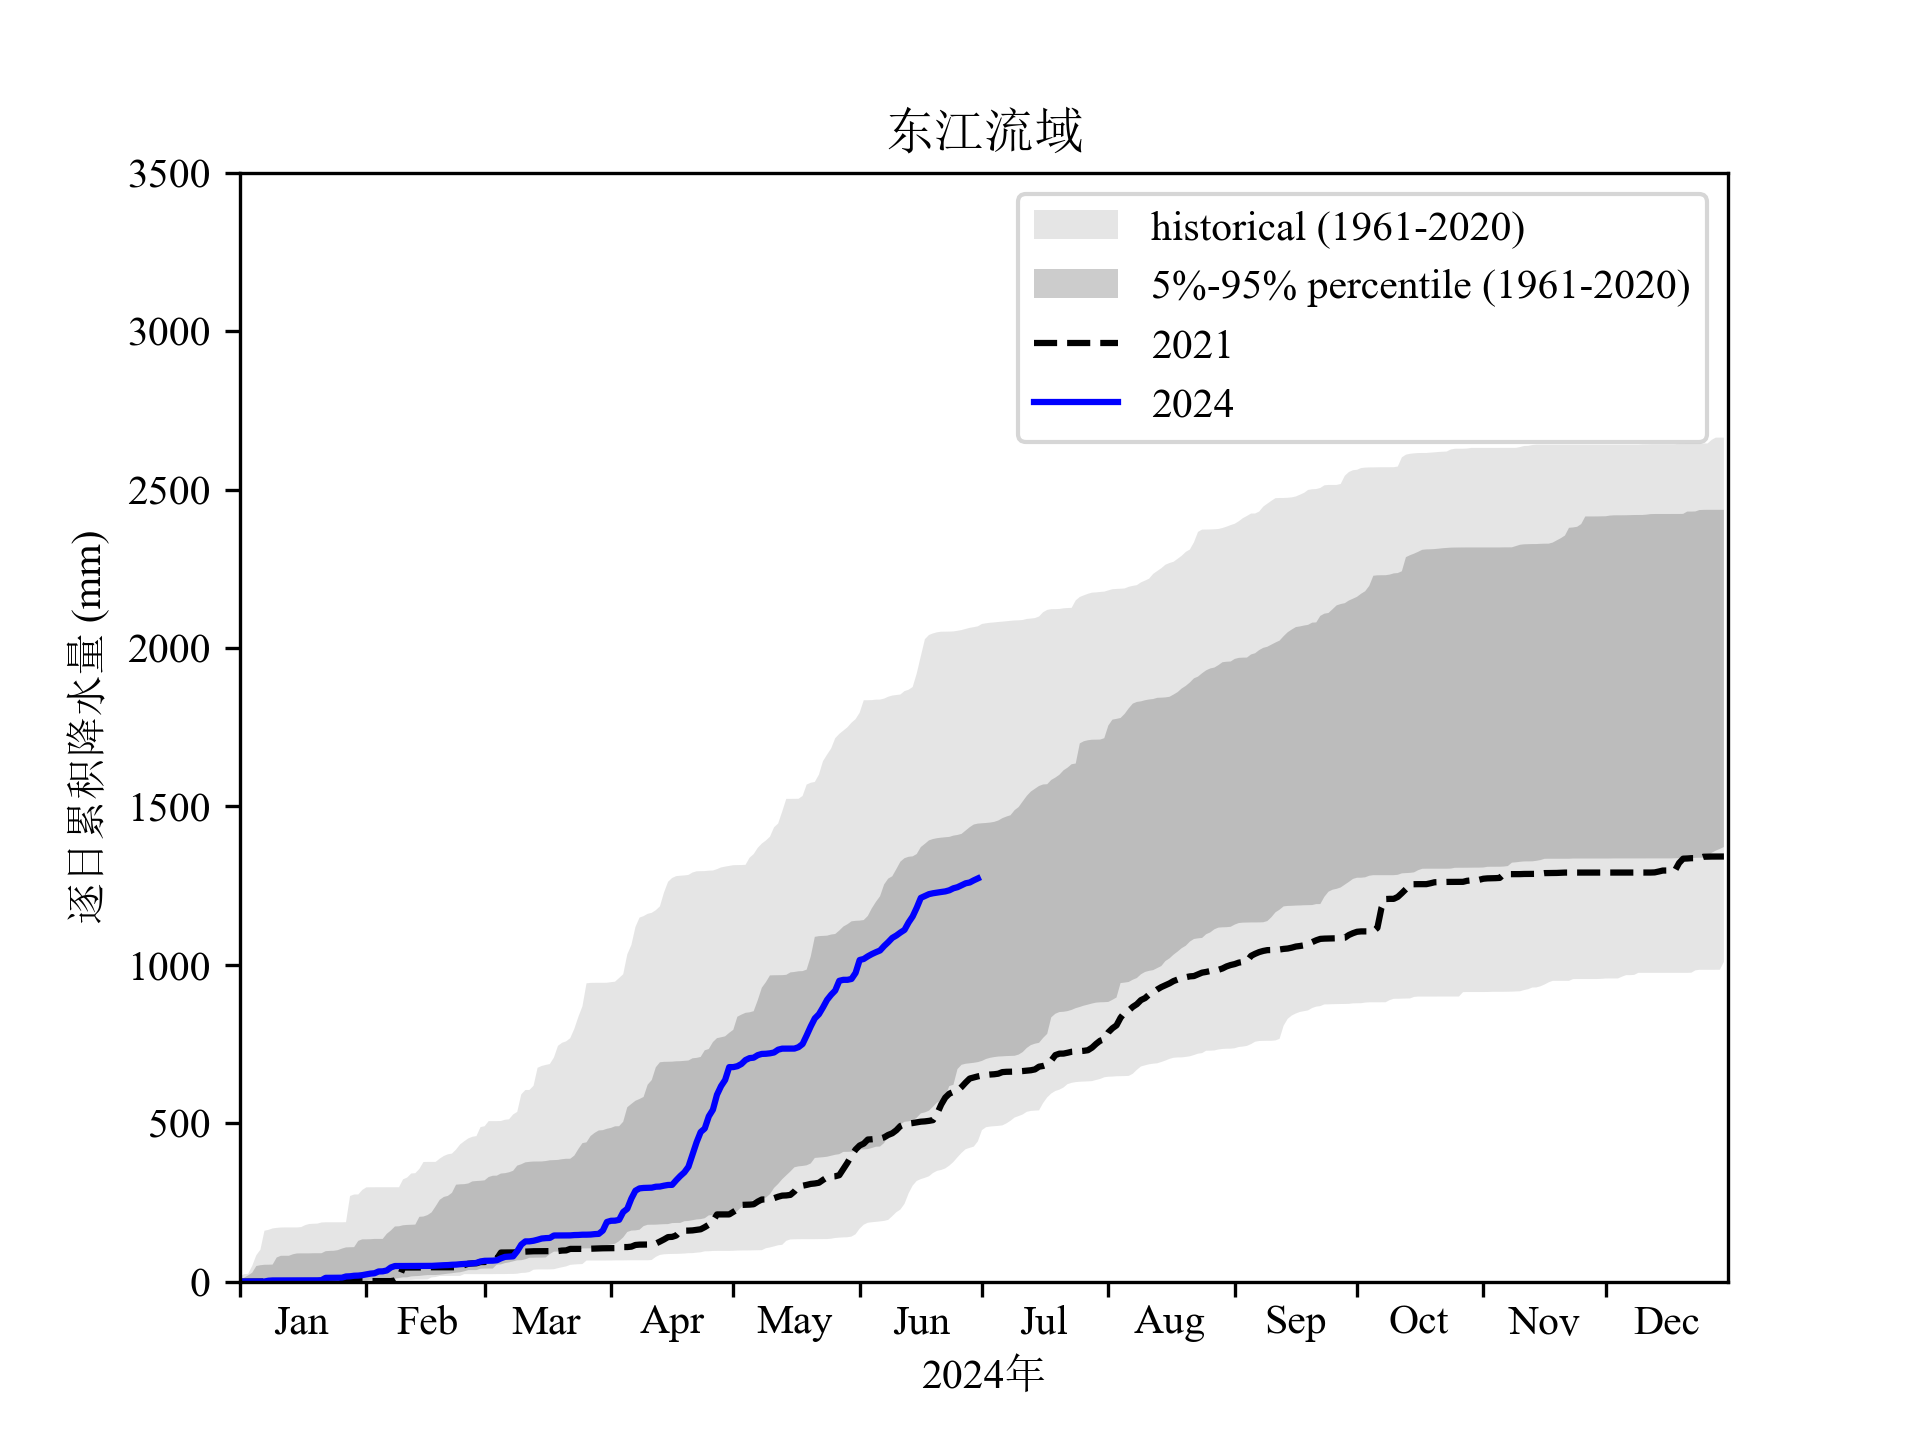 东江流域
3500
3000
2500
2000
1500
1000
500
0
逐日累积降水量 (mm)
historical (1961-2020)
5%-95% percentile (1961-2020)
2021
2024
Jan Feb Mar Apr May Jun Jul Aug Sep Oct Nov Dec
2024年